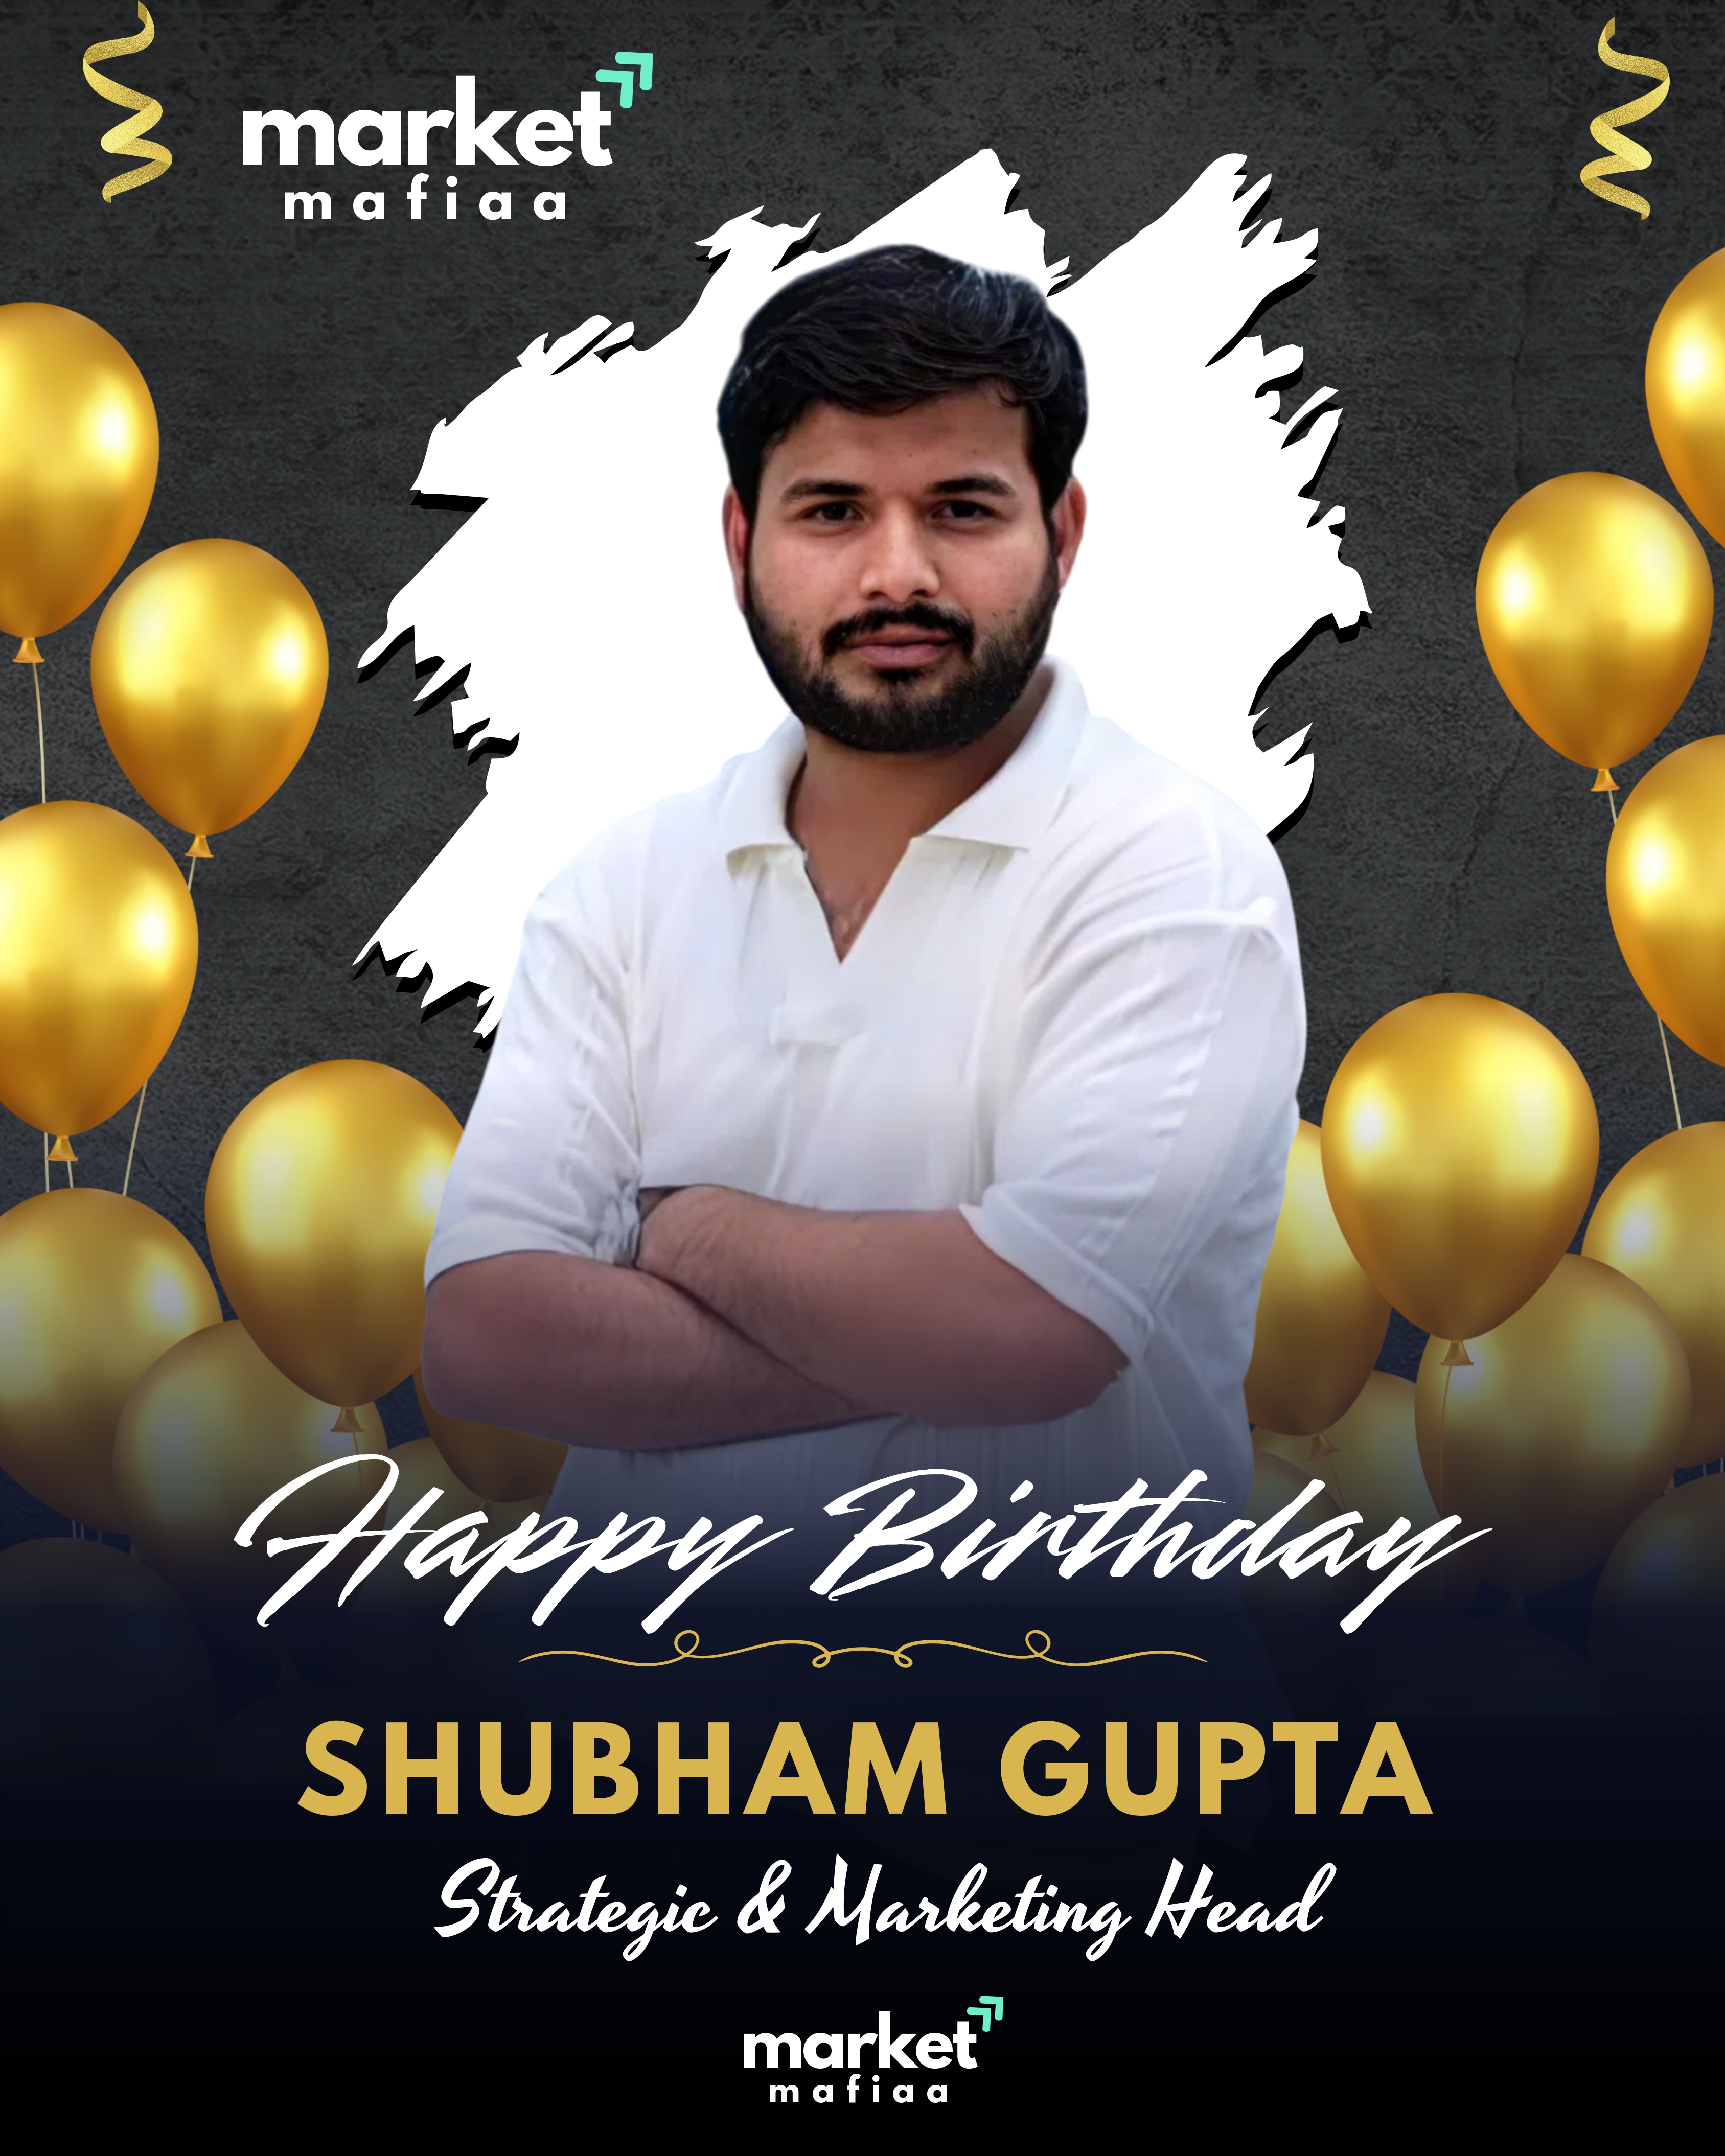 market
mafiaa
Happy Birthday
SHUBHAM GUPTA
Strategic & Marketing Head
market
mafiaa